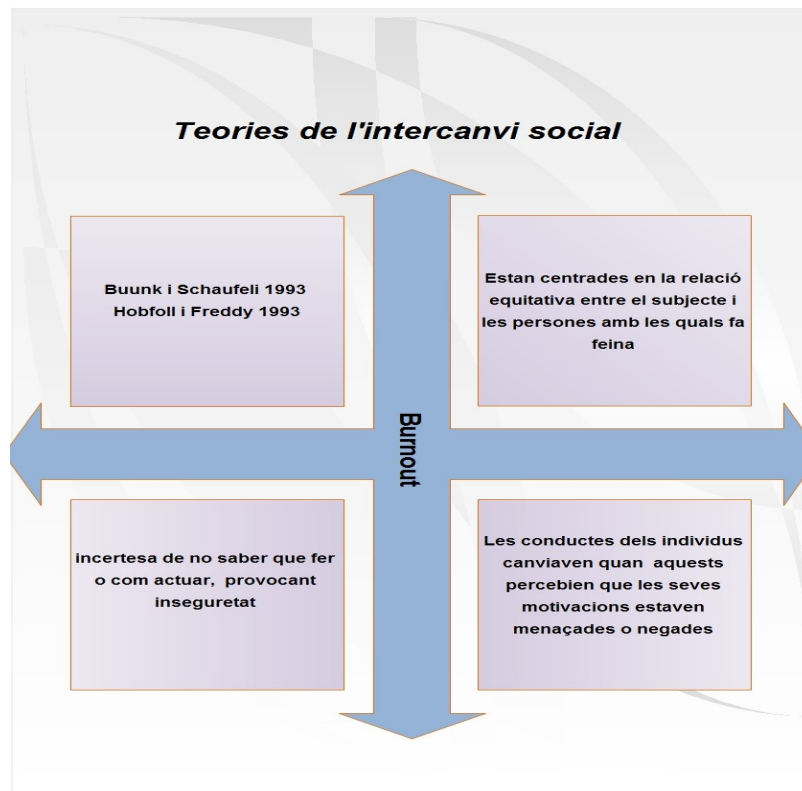 Teories de l'intercanvi social
Buunk i Schaufeli 1993
Hobfoll i Freddy 1993
Estan centrades en la relació
equitativa entre el subjecte i
les persones amb les quals fa
feina
Burnout
incertesa de no saber que fer
o com actuar, provocant
inseguretat
Les conductes dels individus
canviaven quan aquests
percebien que les seves
motivacions estaven
menaçades o negades